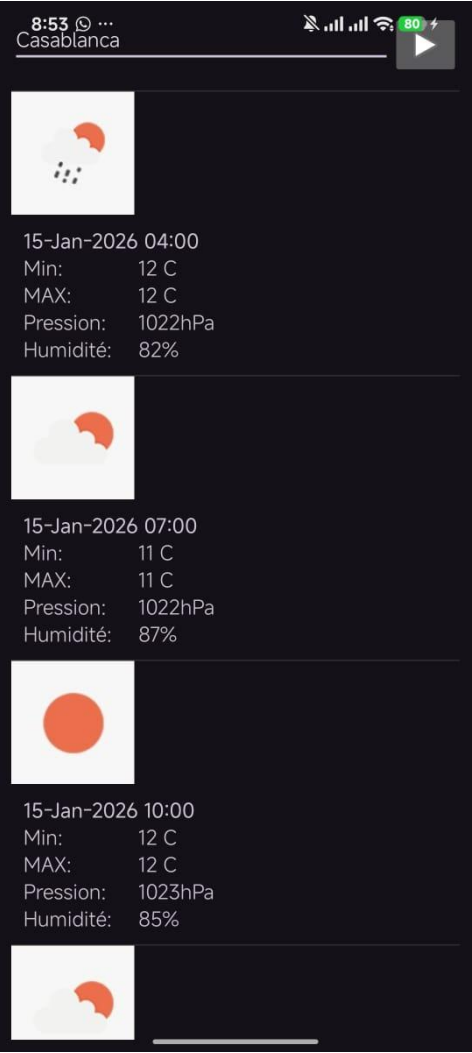 8:53 ...
80
Casablanca
15-Jan-2026 04:00
Min: 12 C
MAX: 12 C
Pression: 1022hPa
Humidité: 82%
15-Jan-2026 07:00
Min: 11 C
MAX: 11 C
Pression: 1022hPa
Humidité: 87%
15-Jan-2026 10:00
Min: 12 C
MAX: 12 C
Pression: 1023hPa
Humidité: 85%